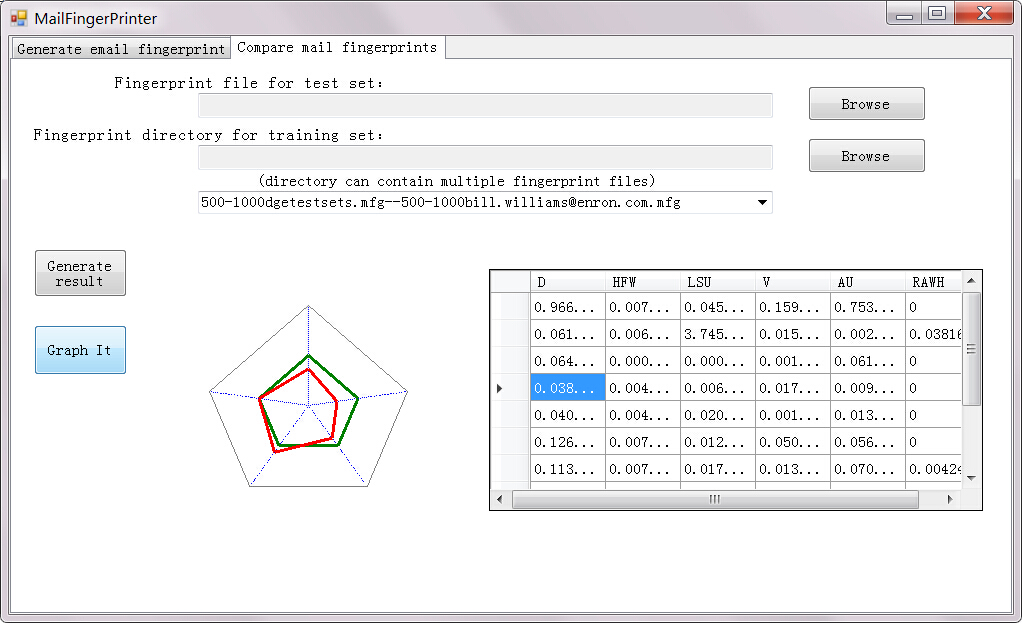 MailFingerPrinter
Generate email fingerprint Compare mail fingerprints
Fingerprint file for test set:
Browse
Fingerprint directory for training set:
Browse
(directory can contain multiple fingerprint files)
500-1000dgetestsets.mfg--500-1000bill.williams@enron.com.mfg
Generate
result
Graph It
D HFW LSU V AU RAWH
0.966... 0.007... 0.045... 0.159... 0.753... 0
0.061... 0.006... 3.745... 0.015... 0.002... 0.03816
0.064... 0.000... 0.000... 0.001... 0.061... 0
0.038... 0.004... 0.006... 0.017... 0.009... 0
0.040... 0.004... 0.020... 0.001... 0.013... 0
0.126... 0.007... 0.012... 0.050... 0.056... 0
0.113... 0.007... 0.017... 0.013... 0.070... 0.00424